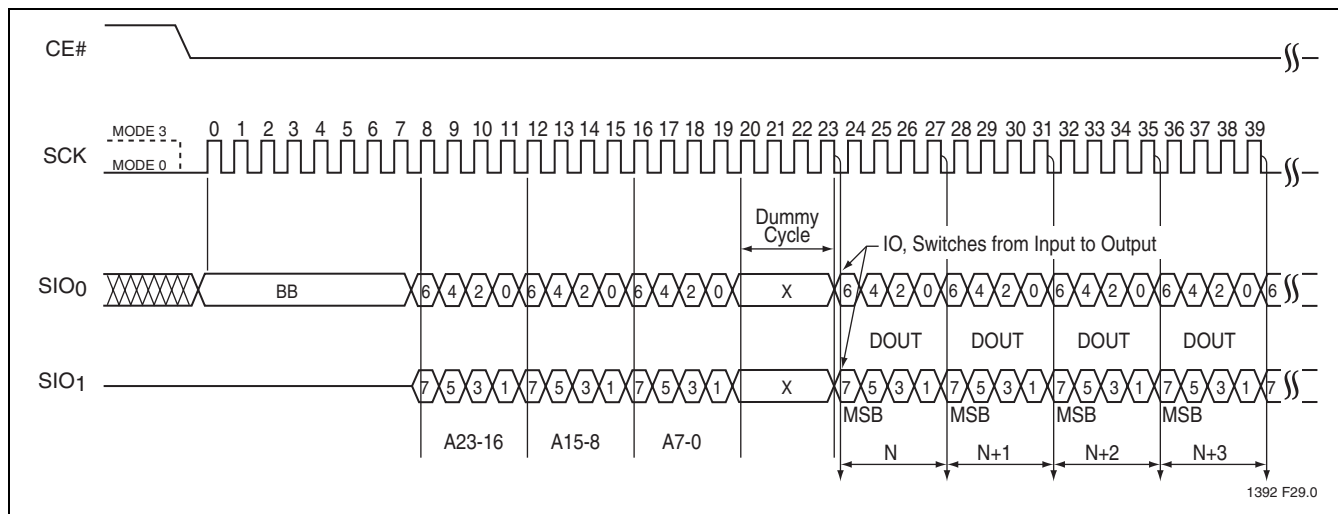 CE#
MODE 3
0 1 2 3 4 5 6 7 8 9 10 11 12 13 14 15 16 17 18 19 20 21 22 23 24 25 26 27 28 29 30 31 32 33 34 35 36 37 38 39
SCK
MODE 0
Dummy
Cycle
IO, Switches from Input to Output
SIO0 BB 6 4 2 0 6 4 2 0 6 4 2 0 X 6 4 2 0 6 4 2 0 6 4 2 0 6 4 2 0 6
DOUT DOUT DOUT DOUT
SIO1 7 5 3 1 7 5 3 1 7 5 3 1 X 7 5 3 1 7 5 3 1 7 5 3 1 7 5 3 1 7
MSB MSB MSB MSB
A23-16 A15-8 A7-0
N N+1 N+2 N+3
1392 F29.0